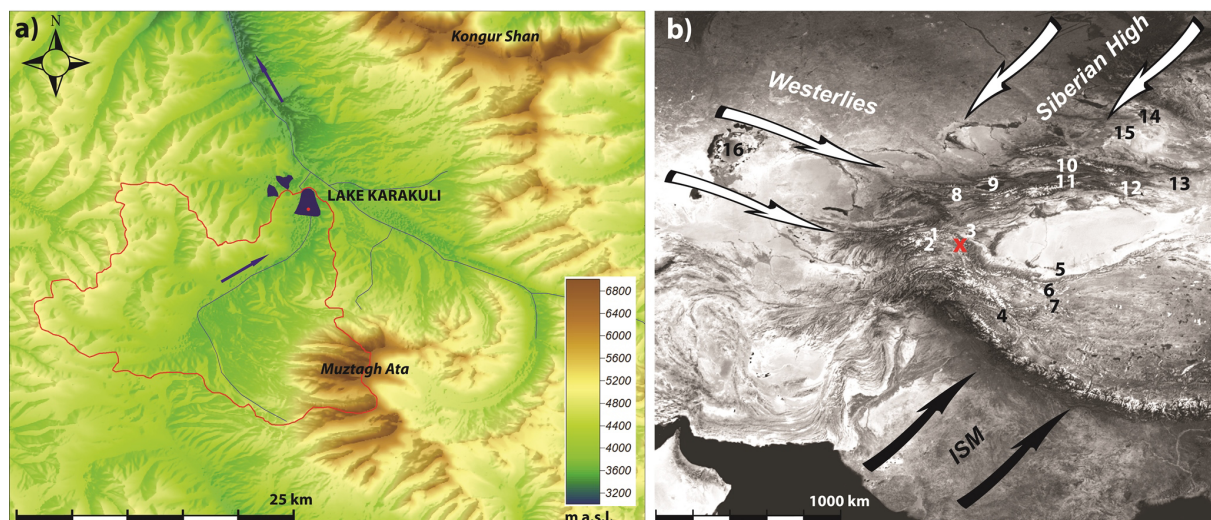 a)
N
Kongur Shan
LAKE KARAKULI
Muztagh Ata
6800
6400
6000
5600
5200
4800
4400
4000
3600
3200
m a.s.l.
25 km
b)
Westerlies
Siberian High
14
15
16
10
11
12
13
9
8
1
2
3
x
5
6
7
4
ISM
1000 km